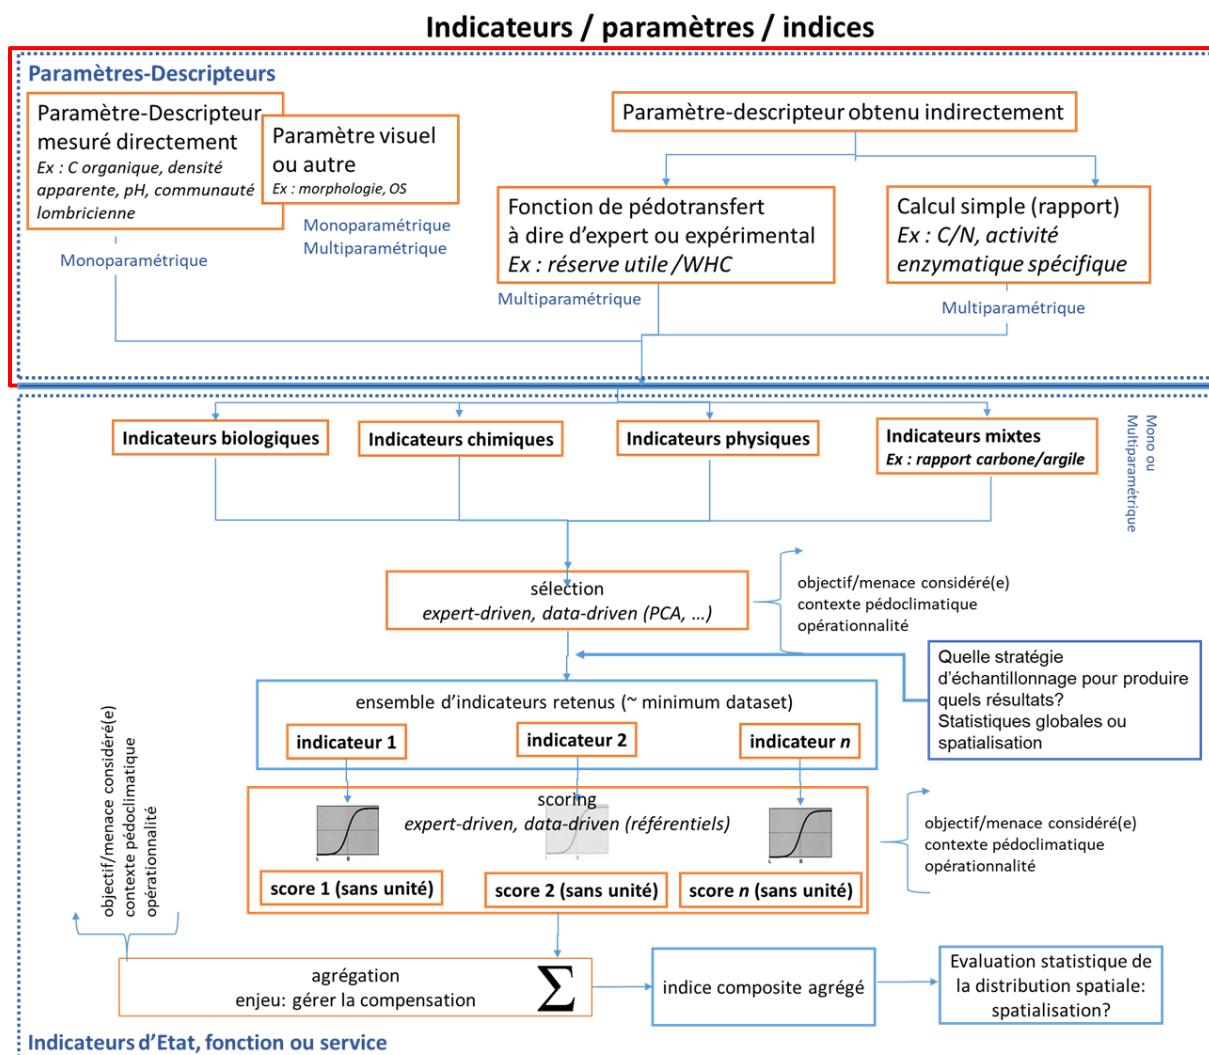 Indicateurs / paramètres / indices
Paramètres-Descripteurs
Paramètre-Descripteur
mesuré directement
Ex : C organique, densité
apparente, pH, communauté
lombricienne
Monoparamétrique
Paramètre visuel
ou autre
Ex : morphologie, OS
Monoparamétrique
Multiparamétrique
Paramètre-descripteur obtenu indirectement
Fonction de pédotransfert
à dire d'expert ou expérimental
Ex : réserve utile /WHC
Multiparamétrique
Calcul simple (rapport)
Ex : C/N, activité
enzymatique spécifique
Multiparamétrique
Indicateurs biologiques
Indicateurs chimiques
Indicateurs physiques
Indicateurs mixtes
Ex : rapport carbone/argile
Mono ou
Multiparamétrique
sélection
expert-driven, data-driven (PCA, ...)
objectif/menace considéré(e)
contexte pédoclimatique
opérationnalité
Quelle stratégie
d'échantillonnage pour produire
quels résultats?
Statistiques globales ou
spatialisation
ensemble d'indicateurs retenus (~ minimum dataset)
indicateur 1
indicateur 2
indicateur n
scoring
expert-driven, data-driven (référentiels)
L
B
L
B
score 1 (sans unité)
score 2 (sans unité)
score n (sans unité)
objectif/menace considéré(e)
contexte pédoclimatique
opérationnalité
objectif/menace considéré(e)
contexte pédoclimatique
opérationnalité
agrégation
enjeu: gérer la compensation
Σ
indice composite agrégé
Evaluation statistique de
la distribution spatiale:
spatialisation?
Indicateurs d'Etat, fonction ou service